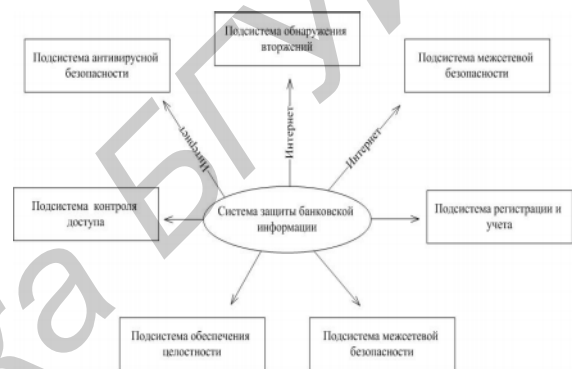 Подсистема обнаружения
вторжений
Подсистема антивирусной
безопасности
Подсистема межсетевой
безопасности
Интернет
Интернет
Интернет
Подсистема контроля
доступа
Система защиты банковской
информации
Подсистема регистрации и
учета
Подсистема обеспечения
целостности
Подсистема межсетевой
безопасности